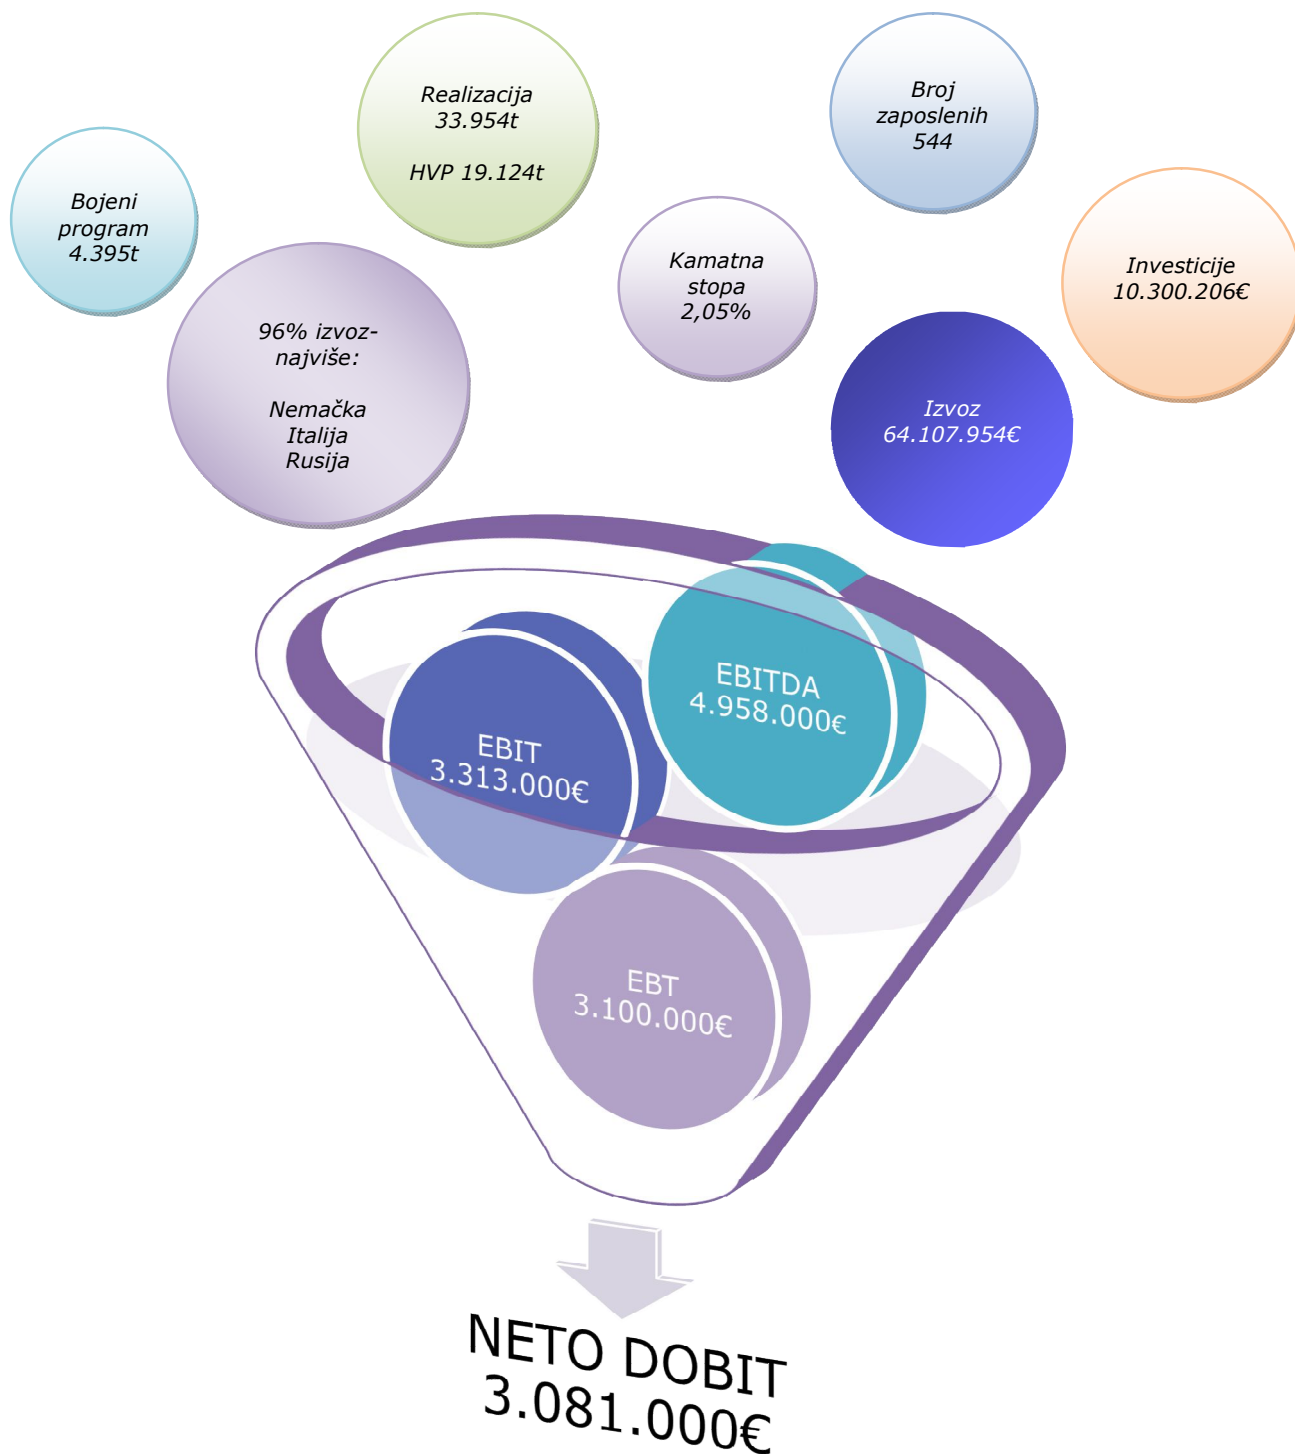 Realizacija
33.954t
HVP 19.124t
Broj
zaposlenih
544
Bojeni
program
4.395t
Kamatna
stopa
2,05%
Investicije
10.300.206€
96% izvoz-
najviše:
Nemačka
Italija
Rusija
Izvoz
64.107.954€
EBITDA
4.958.000€
EBIT
3.313.000€
EBT
3.100.000€
NETO DOBIT
3.081.000€